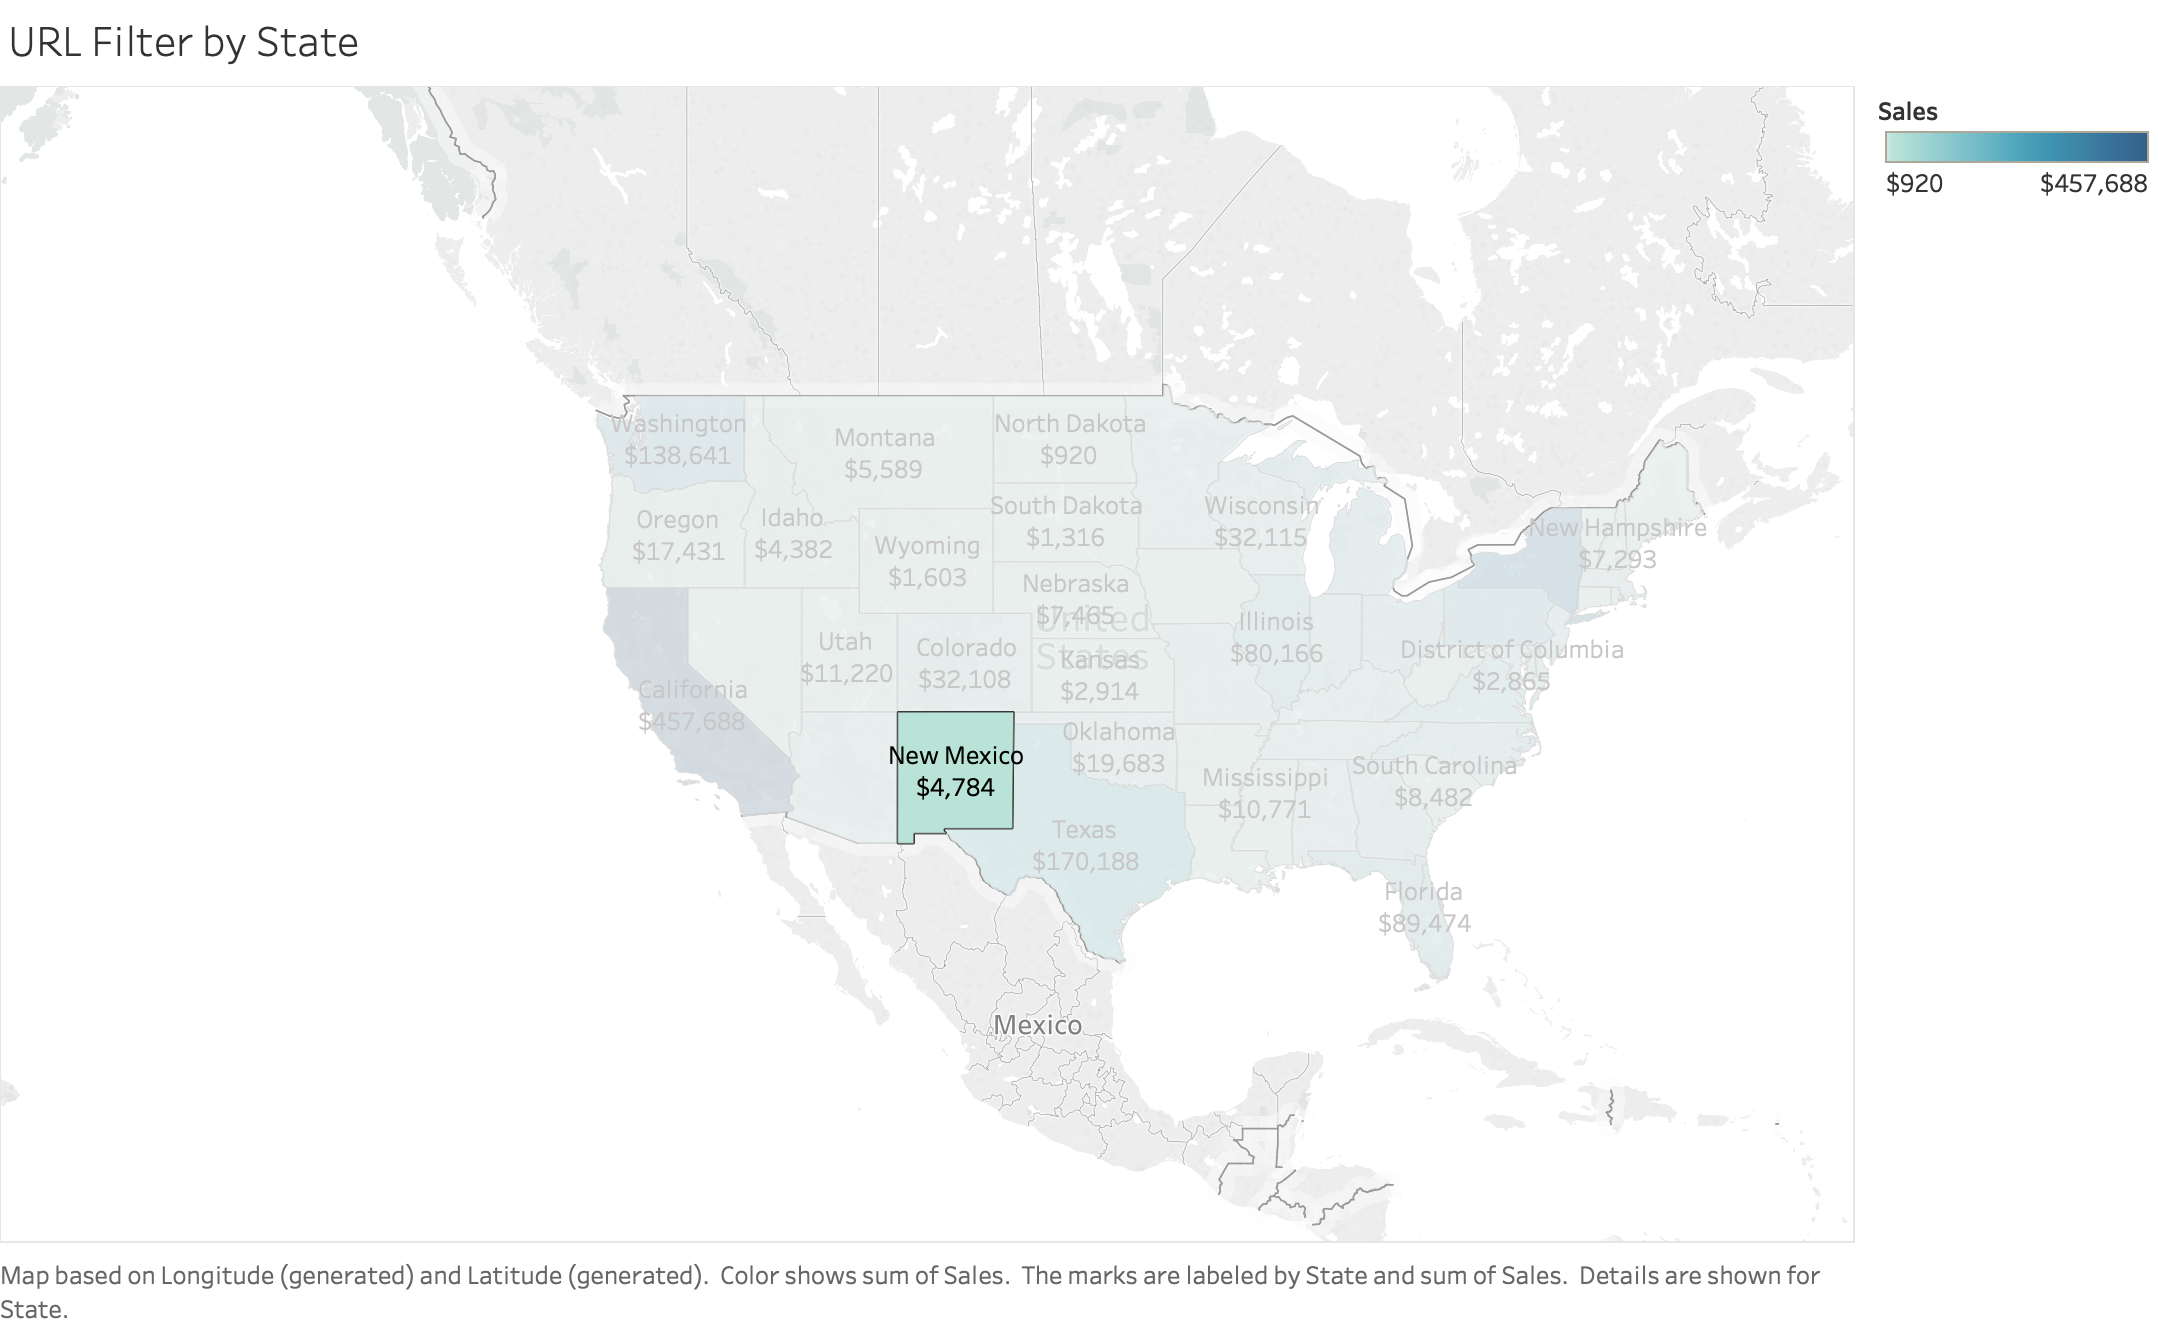 URL Filter by State
Sales
$920
$457,688
Washington
$138,641
Montana
$5,589
North Dakota
$920
Oregon
$17,431
Idaho
$4,382
Wyoming
$1,603
South Dakota
$1,316
Wisconsin
$32,115
New Hampshire
$7,293
Nebraska
$7,465
United
States
Utah
$11,220
Colorado
$32,108
Kansas
$2,914
Illinois
$80,166
District of Columbia
$2,865
California
$457,688
New Mexico
$4,784
Oklahoma
$19,683
Mississippi
$10,771
South Carolina
$8,482
Texas
$170,188
Florida
$89,474
Mexico
Map based on Longitude (generated) and Latitude (generated).  Color shows sum of Sales.  The marks are labeled by State and sum of Sales.  Details are shown for
State.